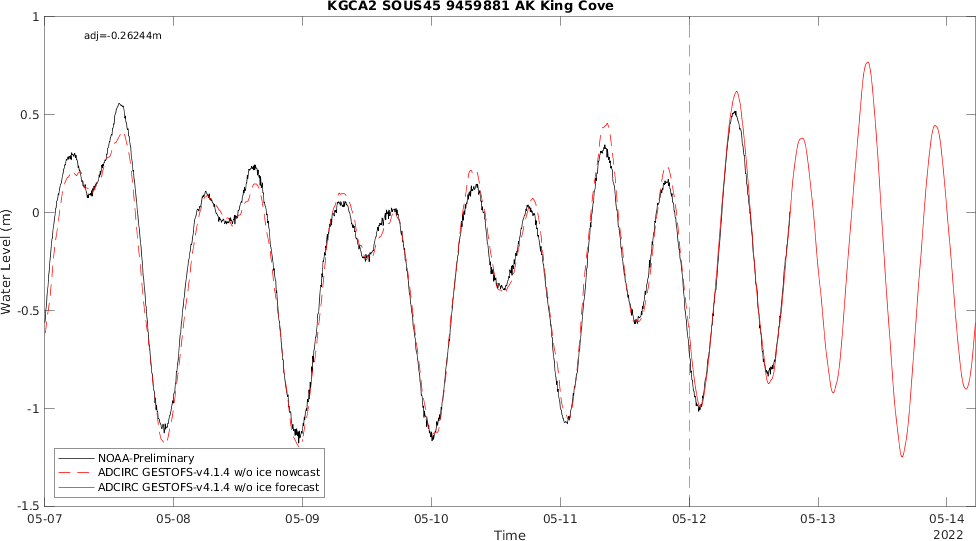 KGCA2 SOUS45 9459881 AK King Cove
adj=-0.26244m
1
0.5
0
-0.5
-1
-1.5
Water Level (m)
NOAA-Preliminary
ADCIRC GESTOFS-v4.1.4 w/o ice nowcast
ADCIRC GESTOFS-v4.1.4 w/o ice forecast
05-07 05-08 05-09 05-10 05-11 05-12 05-13 05-14
Time
2022